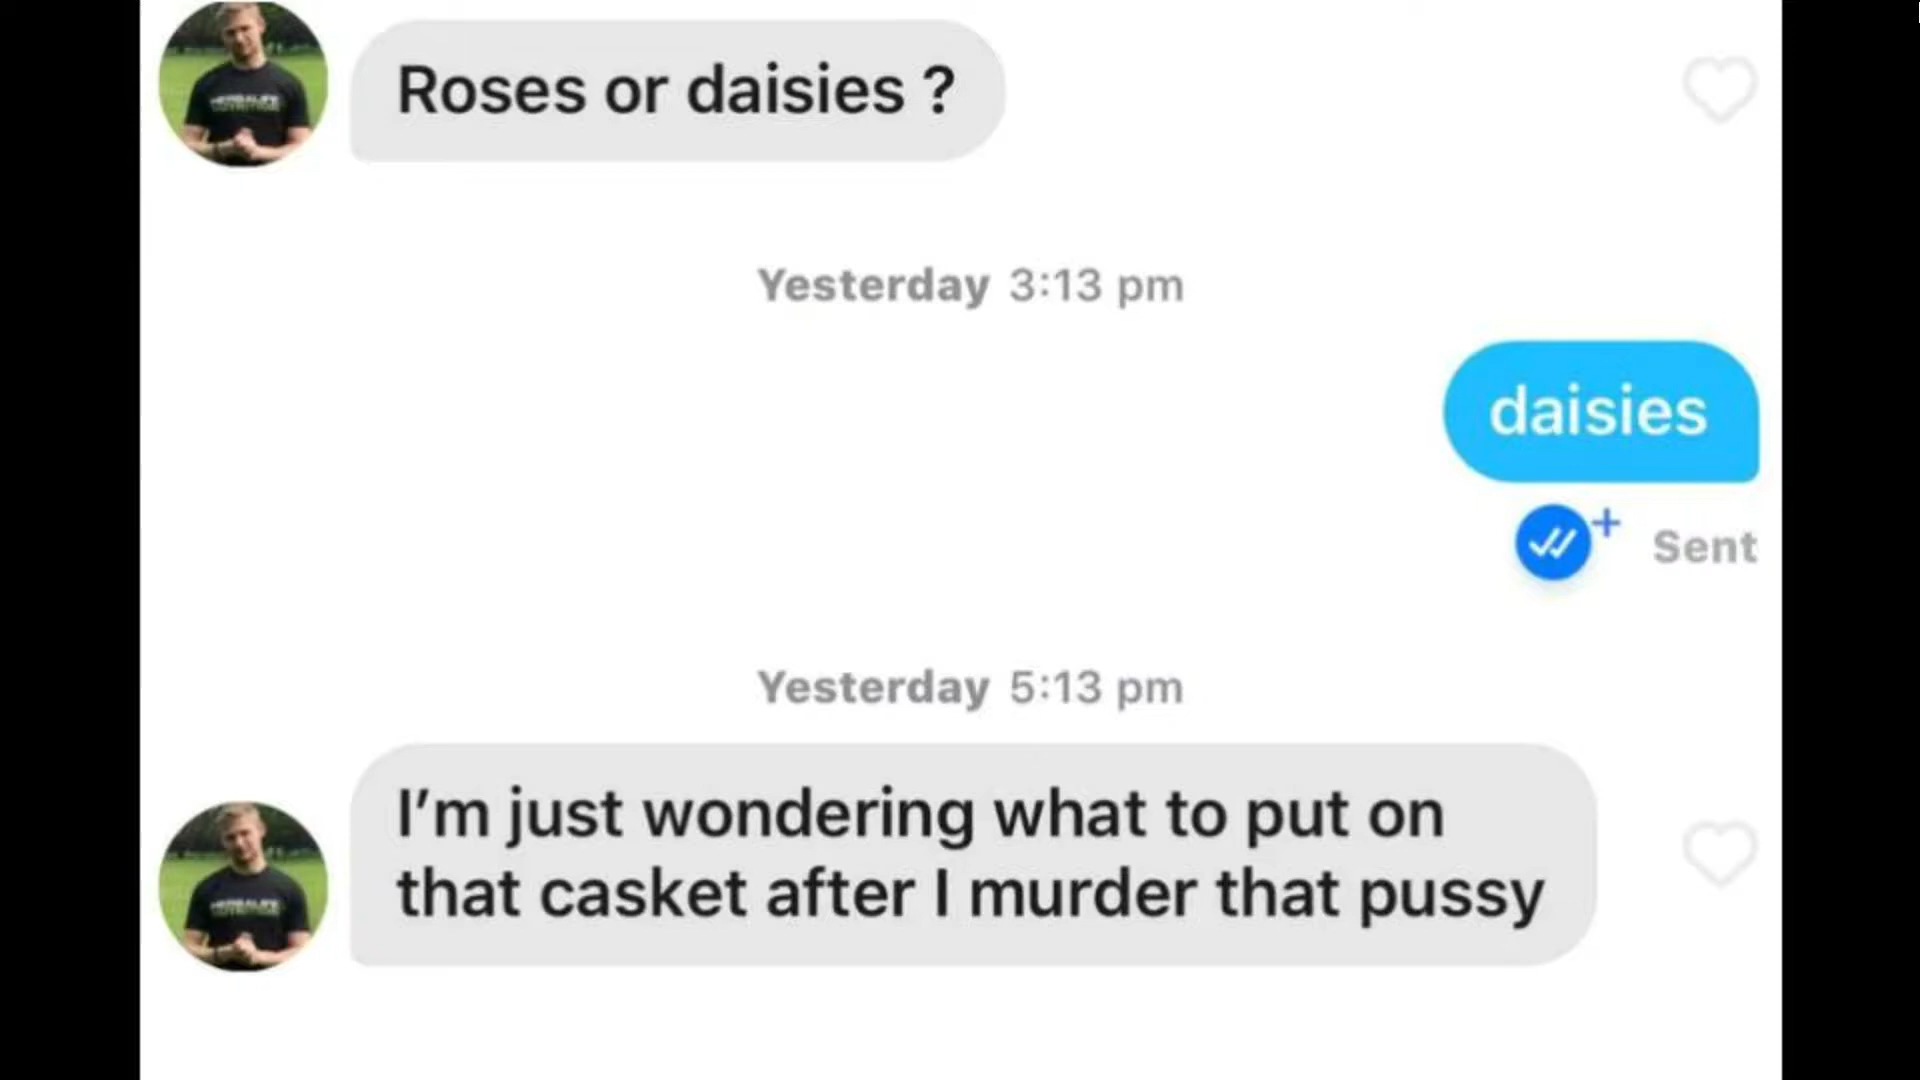 Roses or daisies ?
Yesterday 3:13 pm
daisies
Sent
Yesterday 5:13 pm
I'm just wondering what to put on
that casket after I murder that pussy